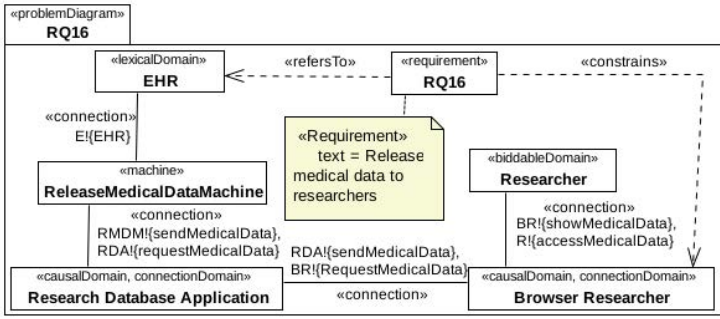 «problemDiagram»
RQ16
«lexicalDomain»
EHR
«refersTo»
«requirement»
RQ16
«constrains»
«connection»
E!{EHR}
«Requirement»
text = Release
medical data to
researchers
«machine»
ReleaseMedicalDataMachine
«biddableDomain»
Researcher
«connection»
RMDM!{sendMedicalData},
RDA!{requestMedicalData}
«connection»
BR!{showMedicalData},
R!{accessMedicalData}
RDA!{sendMedicalData},
BR!{RequestMedicalData}
«connection»
«causalDomain, connectionDomain»
Research Database Application
«causalDomain, connectionDomain»
Browser Researcher